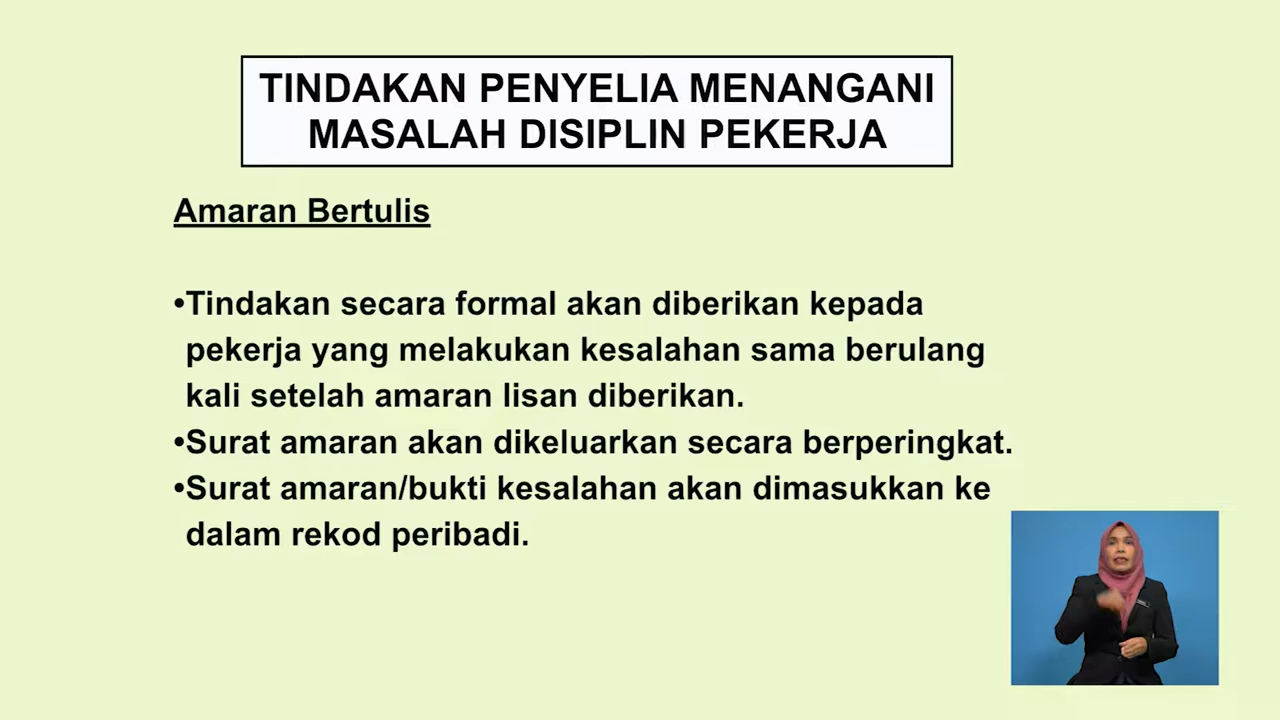 TINDAKAN PENYELIA MENANGANI
MASALAH DISIPLIN PEKERJA
Amaran Bertulis
•Tindakan secara formal akan diberikan kepada
pekerja yang melakukan kesalahan sama berulang
kali setelah amaran lisan diberikan.
•Surat amaran akan dikeluarkan secara berperingkat.
•Surat amaran/bukti kesalahan akan dimasukkan ke
dalam rekod peribadi.